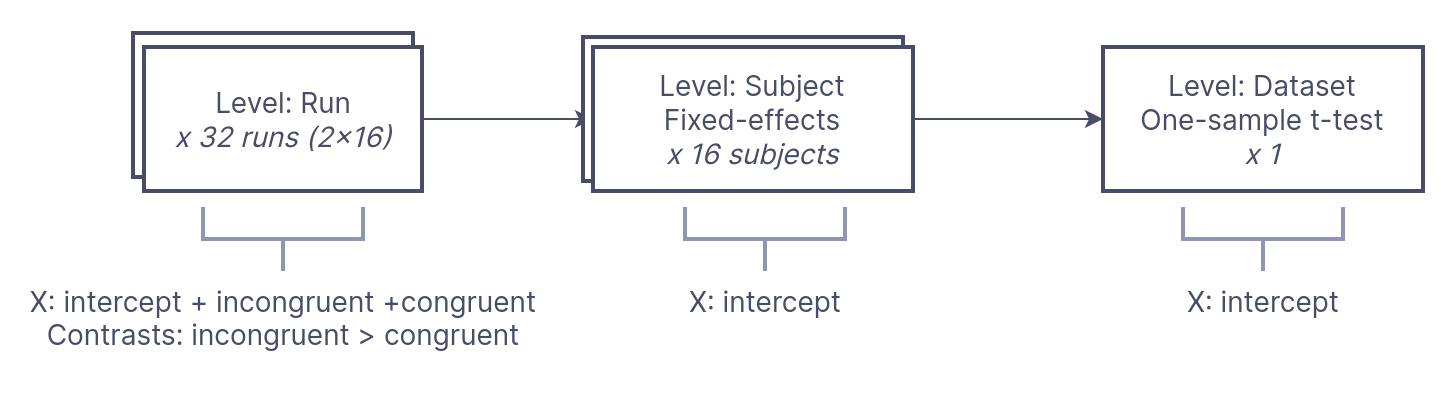 Level: Run
x 32 runs (2×16)
Level: Subject
Fixed-effects
x 16 subjects
Level: Dataset
One-sample t-test
x 1
X: intercept + incongruent +congruent
Contrasts: incongruent > congruent
X: intercept
X: intercept